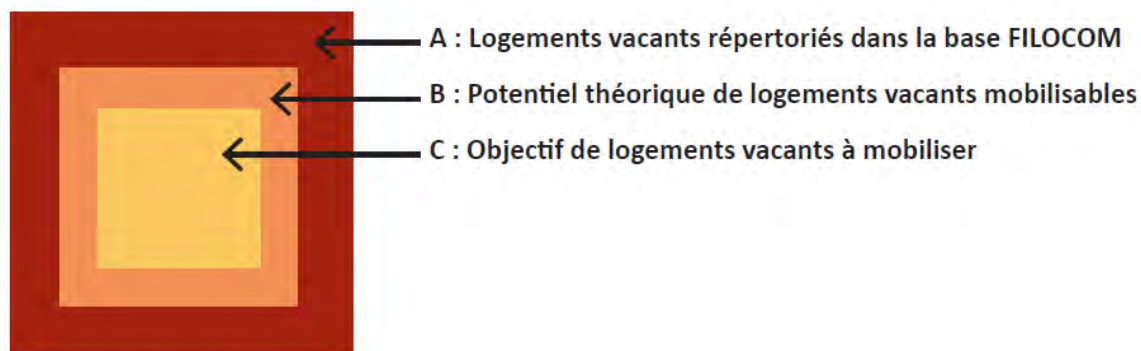 A : Logements vacants répertoriés dans la base FILOCOM
B : Potentiel théorique de logements vacants mobilisables
C : Objectif de logements vacants à mobiliser